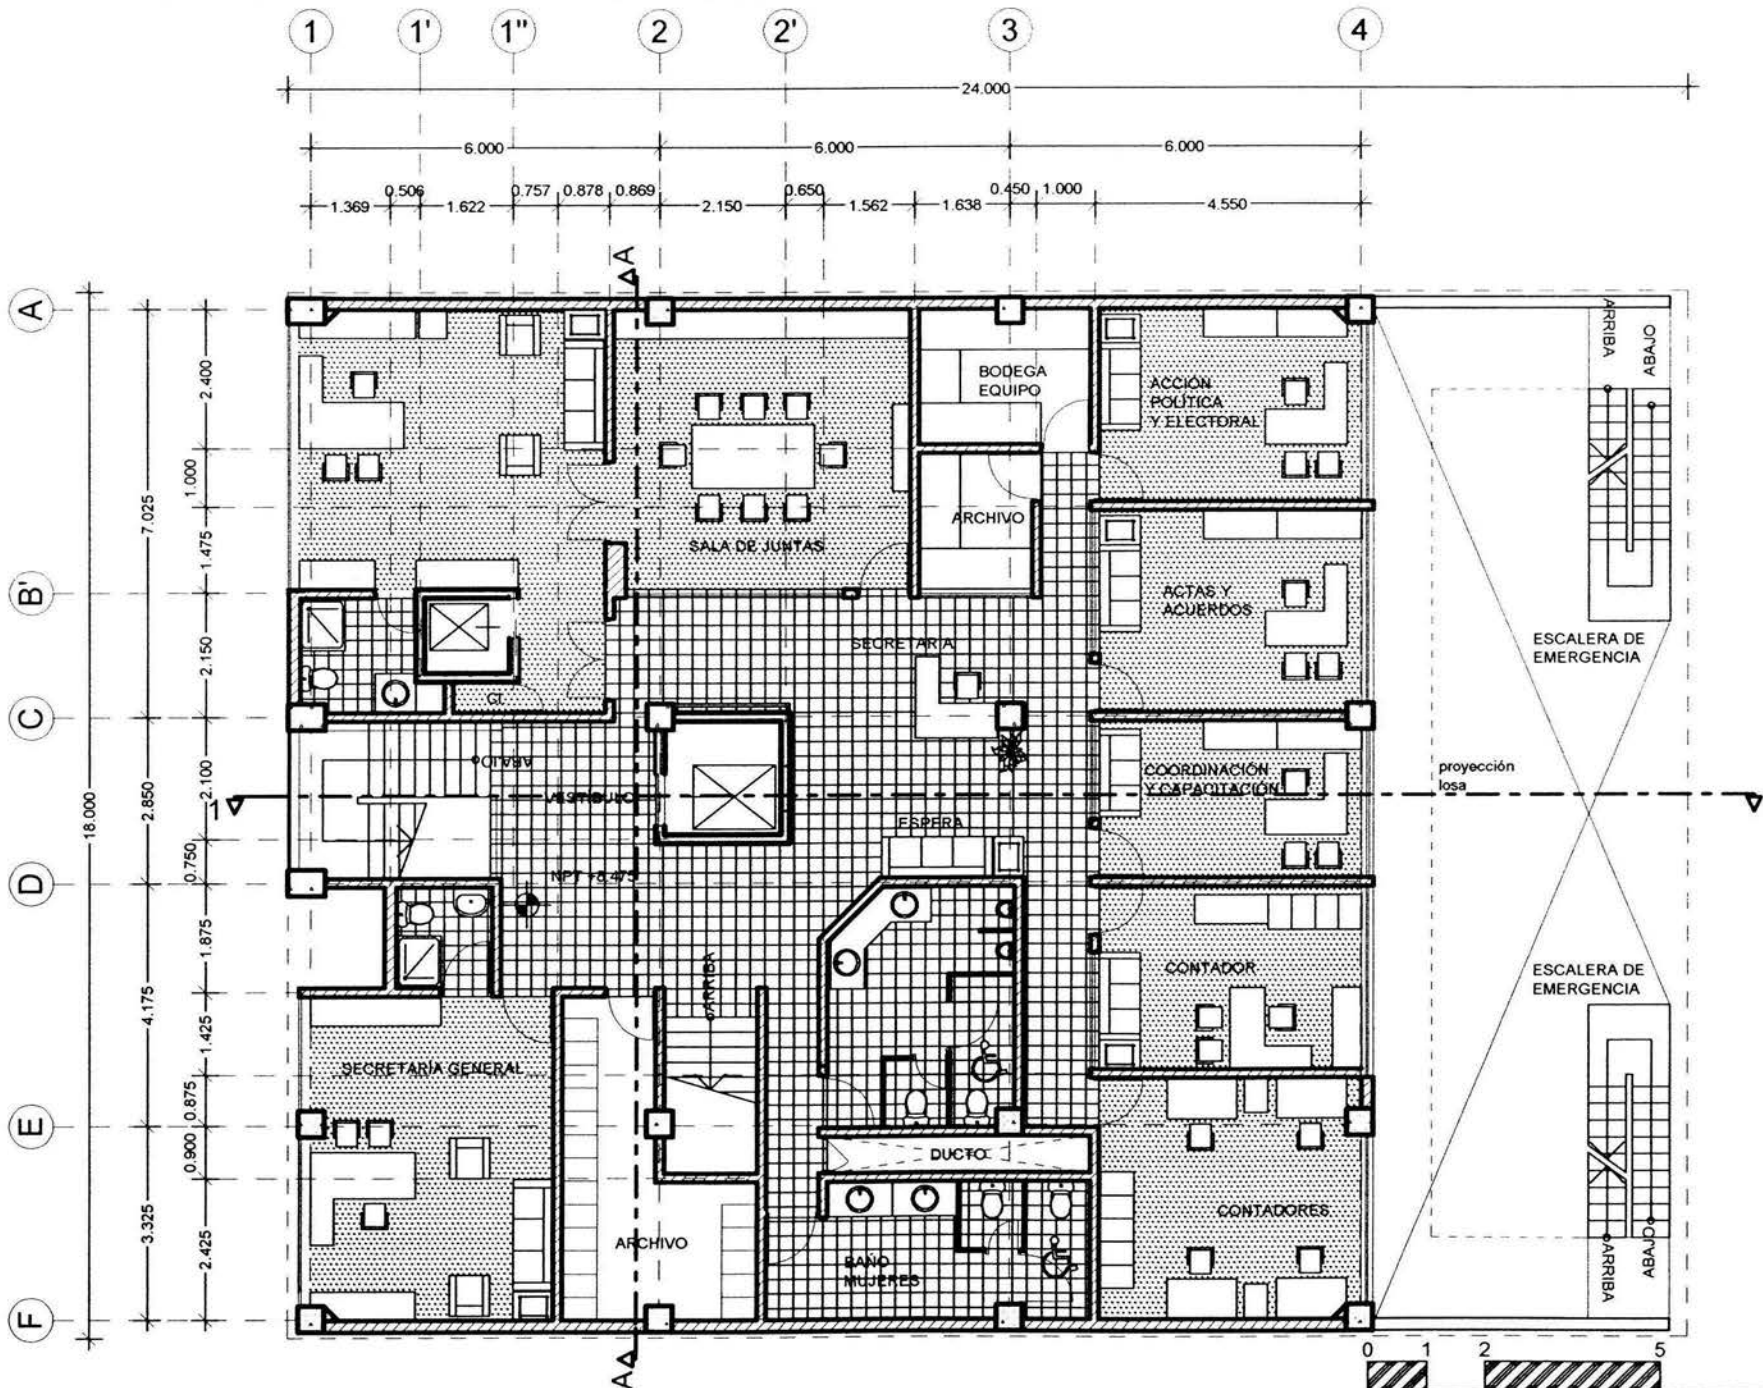 1
1'
1"
2
2'
3
4
24.000
6.000
6.000
6.000
1.369
0.506
1.622
0.757
0.878
0.869
2.150
0.650
1.562
1.638
0.450
1.000
4.550
A
B'
C
D
E
F
18.000
7.025
2.850
4.175
3.325
2.400
1.000
1.475
2.150
2.100
0.750
1.875
1.425
0.875
0.900
2.425
A
BODEGA
EQUIPO
ACCIÓN
POLÍTICA
Y ELECTORAL
ARRIBA
ABAJO
ARCHIVO
SALA DE JUNTAS
ACTAS Y
ACUERDOS
SECRETARIA
ESCALERA DE
EMERGENCIA
ABAJO
COORDINACIÓN
Y CAPACITACIÓN
proyección
losa
1
VESTIBULO
ESPERA
NPT +8.475
ARRIBA
CONTADOR
ESCALERA DE
EMERGENCIA
SECRETARÍA GENERAL
DUCTO
CONTADORES
ARCHIVO
BAÑO
MUJERES
ARRIBA
ABAJO
A
0 1 2 5